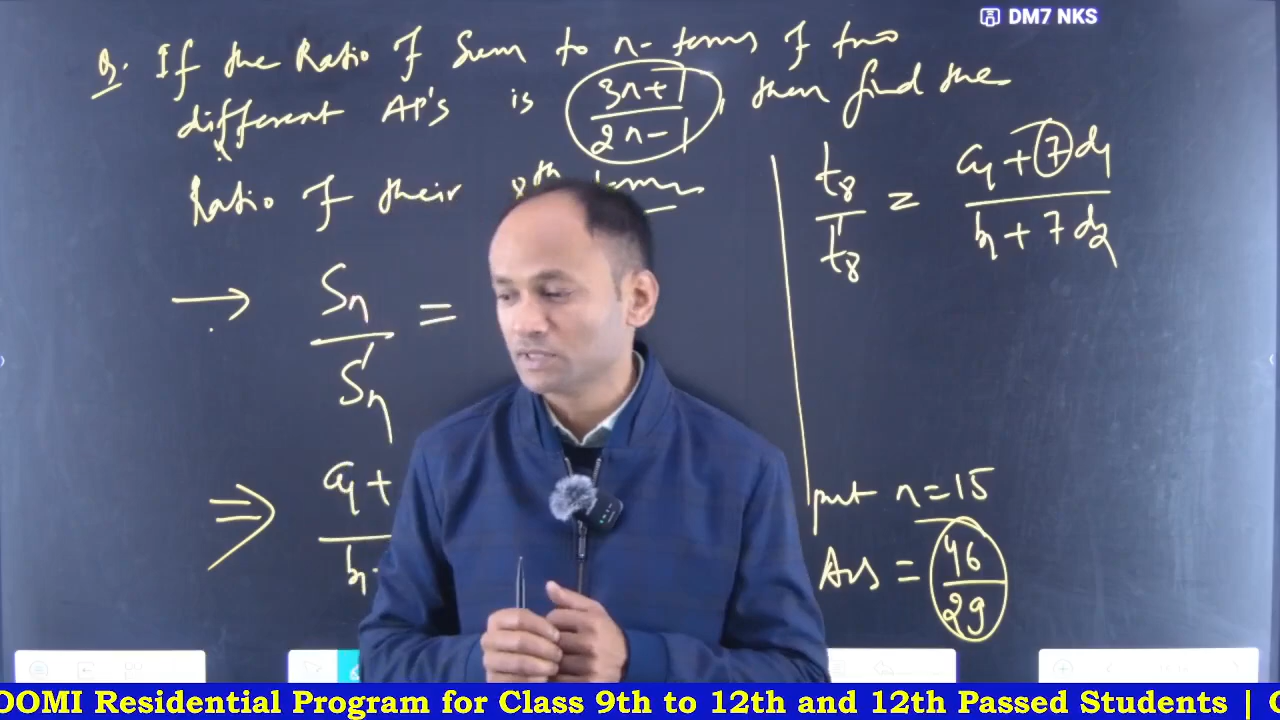 DM7 NKS
Q. If the Ratio of Sum to n-terms of two
different AP's is 3n+1/2n-1, then find the
Ratio of their 8th terms
Sn/S'n =
a1 +
b1
t8/t'8 = a1 + 7d1/b1 + 7d2
put n=15
Ans = 46/29
OOMI Residential Program for Class 9th to 12th and 12th Passed Students |